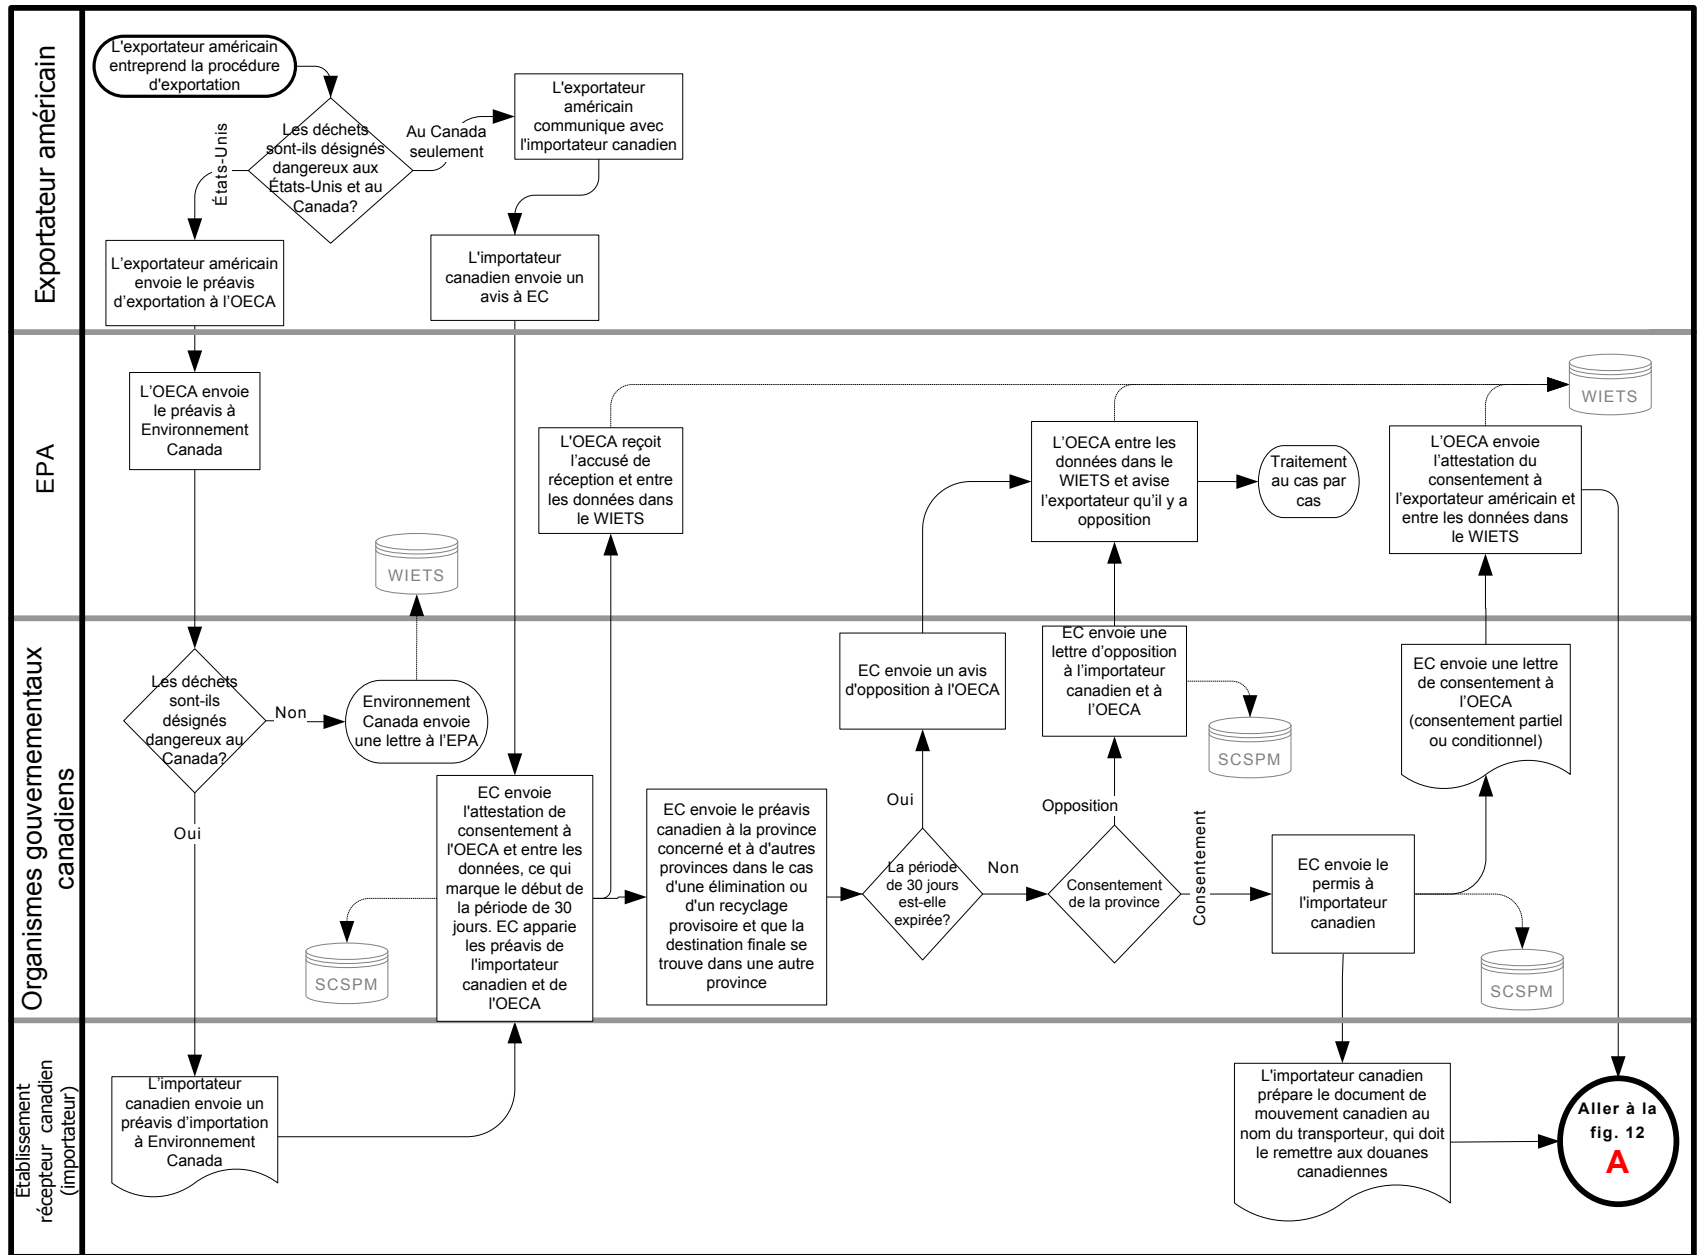 Exportateur américain
L'exportateur américain
entreprend la procédure
d'exportation
Les déchets
sont-ils désignés
dangereux aux
États-Unis et au
Canada?
États-Unis
Au Canada
seulement
L'exportateur
américain
communique avec
l'importateur canadien
L'exportateur américain
envoie le préavis
d'exportation à l'OECA
L'importateur
canadien envoie un
avis à EC
EPA
L'OECA envoie
le préavis à
Environnement
Canada
WIETS
L'OECA reçoit
l'accusé de
réception et entre
les données dans
le WIETS
L'OECA entre les
données dans le
WIETS et avise
l'exportateur qu'il y a
opposition
Traitement
au cas par
cas
L'OECA envoie
l'attestation du
consentement à
l'exportateur américain et
entre les données dans
le WIETS
WIETS
Organismes gouvernementaux
canadiens
Les déchets
sont-ils
désignés
dangereux au
Canada?
Non
Oui
Environnement
Canada envoie
une lettre à l'EPA
SCSPM
EC envoie
l'attestation de
consentement à
l'OECA et entre les
données, ce qui
marque le début de
la période de 30
jours. EC apparie
les préavis de
l'importateur
canadien et de
l'OECA
EC envoie le préavis
canadien à la province
concerné et à d'autres
provinces dans le cas
d'une élimination ou
d'un recyclage
provisoire et que la
destination finale se
trouve dans une autre
province
EC envoie un avis
d'opposition à l'OECA
Oui
La période
de 30 jours
est-elle
expirée?
Non
EC envoie une
lettre d'opposition
à l'importateur
canadien et à
l'OECA
SCSPM
Opposition
Consentement
de la province
Consentement
EC envoie le
permis à
l'importateur
canadien
EC envoie une lettre
de consentement à
l'OECA
(consentement partiel
ou conditionnel)
SCSPM
Établissement
récepteur canadien
(importateur)
L'importateur
canadien envoie un
préavis d'importation
à Environnement
Canada
L'importateur canadien
prépare le document de
mouvement canadien au
nom du transporteur, qui doit
le remettre aux douanes
canadiennes
Aller à la
fig. 12
A